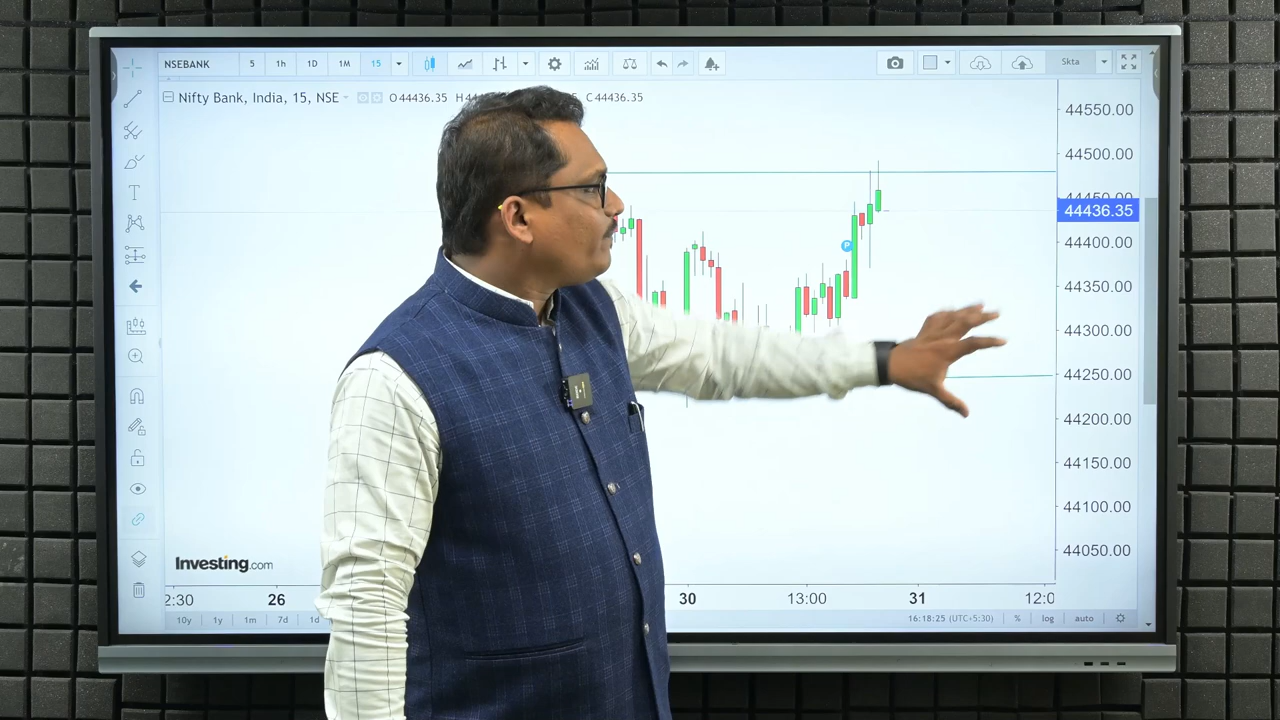 NSEBANK 5 1h 1D 1M 15 Skta
Nifty Bank, India, 15, NSE O44436.35 C44436.35
44550.00
44500.00
44436.35
44400.00
44350.00
44300.00
44250.00
44200.00
44150.00
44100.00
44050.00
P
T
Investing.com
2:30 26 30 13:00 31 12:0
10y 1y 1m 7d 1d 16:18:25 (UTC+5:30) % log auto